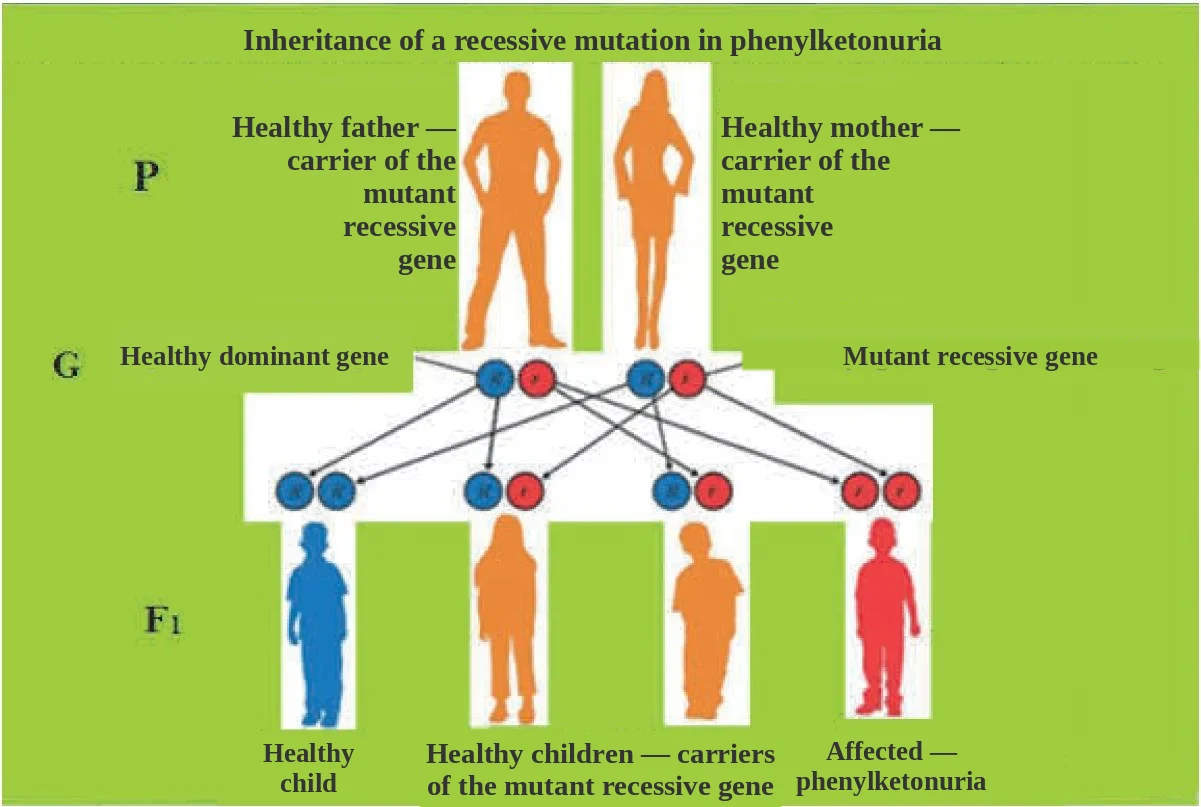 Inheritance of a recessive mutation in phenylketonuria
P
Healthy father —
carrier of the
mutant
recessive
gene
Healthy mother —
carrier of the
mutant
recessive
gene
G
Healthy dominant gene
Mutant recessive gene
F1
Healthy
child
Healthy children — carriers
of the mutant recessive gene
Affected —
phenylketonuria